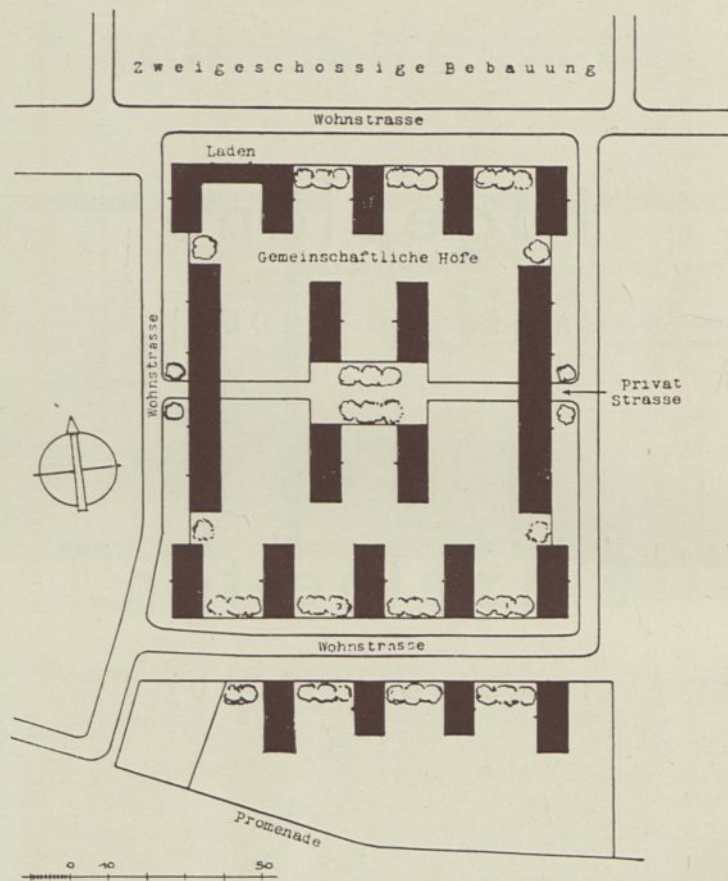 Zweigeschossige Bebauung
Wohnstrasse
Laden
Gemeinschaftliche Höfe
Wohnstrasse
Privat
Strasse
Wohnstrasse
Promenade
0 10 50